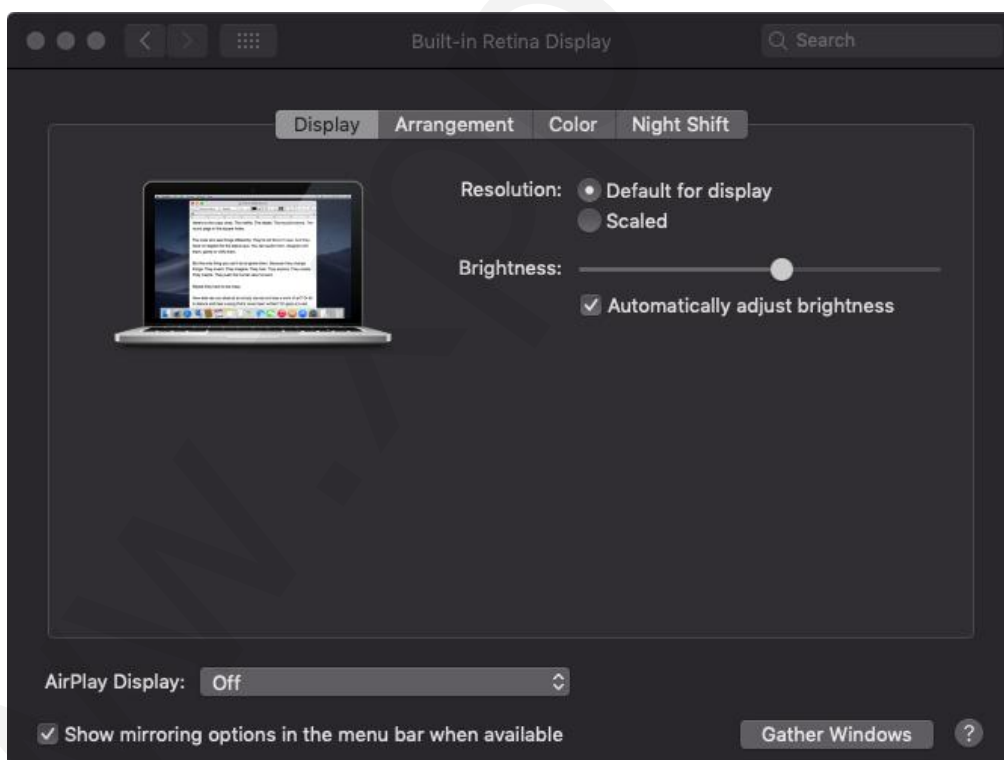 Built-in Retina Display
Search
Display Arrangement Color Night Shift
Resolution: Default for display
Scaled
Brightness:
Automatically adjust brightness
AirPlay Display: Off
Show mirroring options in the menu bar when available
Gather Windows ?